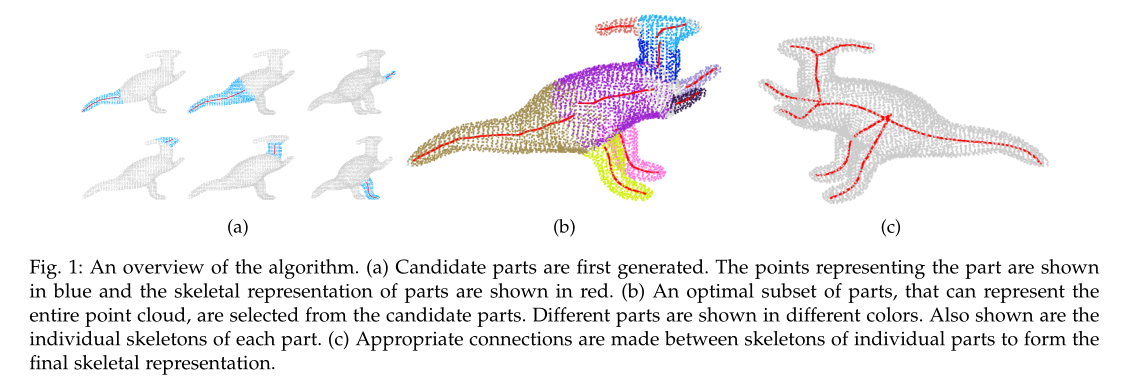 (a)
(b)
(c)
Fig. 1: An overview of the algorithm. (a) Candidate parts are first generated. The points representing the part are shown
in blue and the skeletal representation of parts are shown in red. (b) An optimal subset of parts, that can represent the
entire point cloud, are selected from the candidate parts. Different parts are shown in different colors. Also shown are the
individual skeletons of each part. (c) Appropriate connections are made between skeletons of individual parts to form the
final skeletal representation.